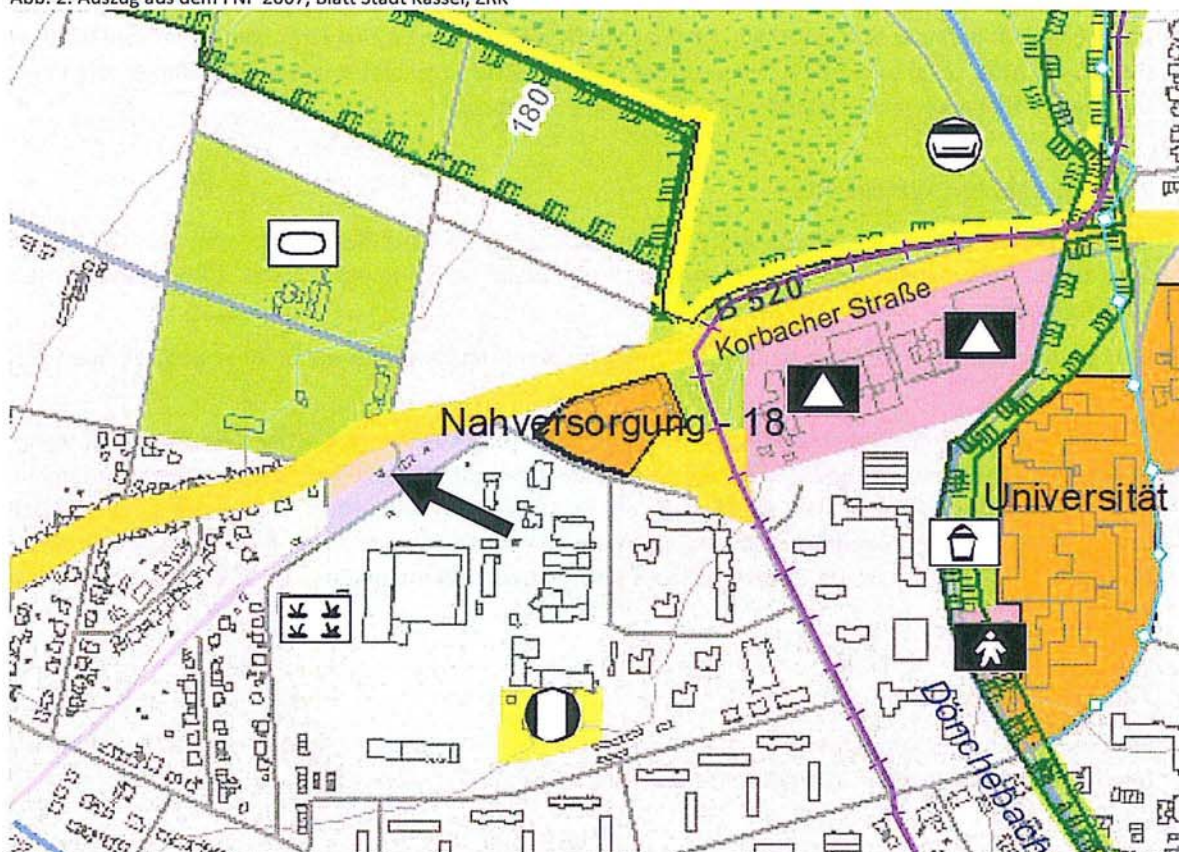 Abb. 2: Auszug aus dem FNP 2007, Blatt Stadt Kassel, ZRK
180
B 520
Korbacher Straße
Nahversorgung - 18
Universität
Dönchebach